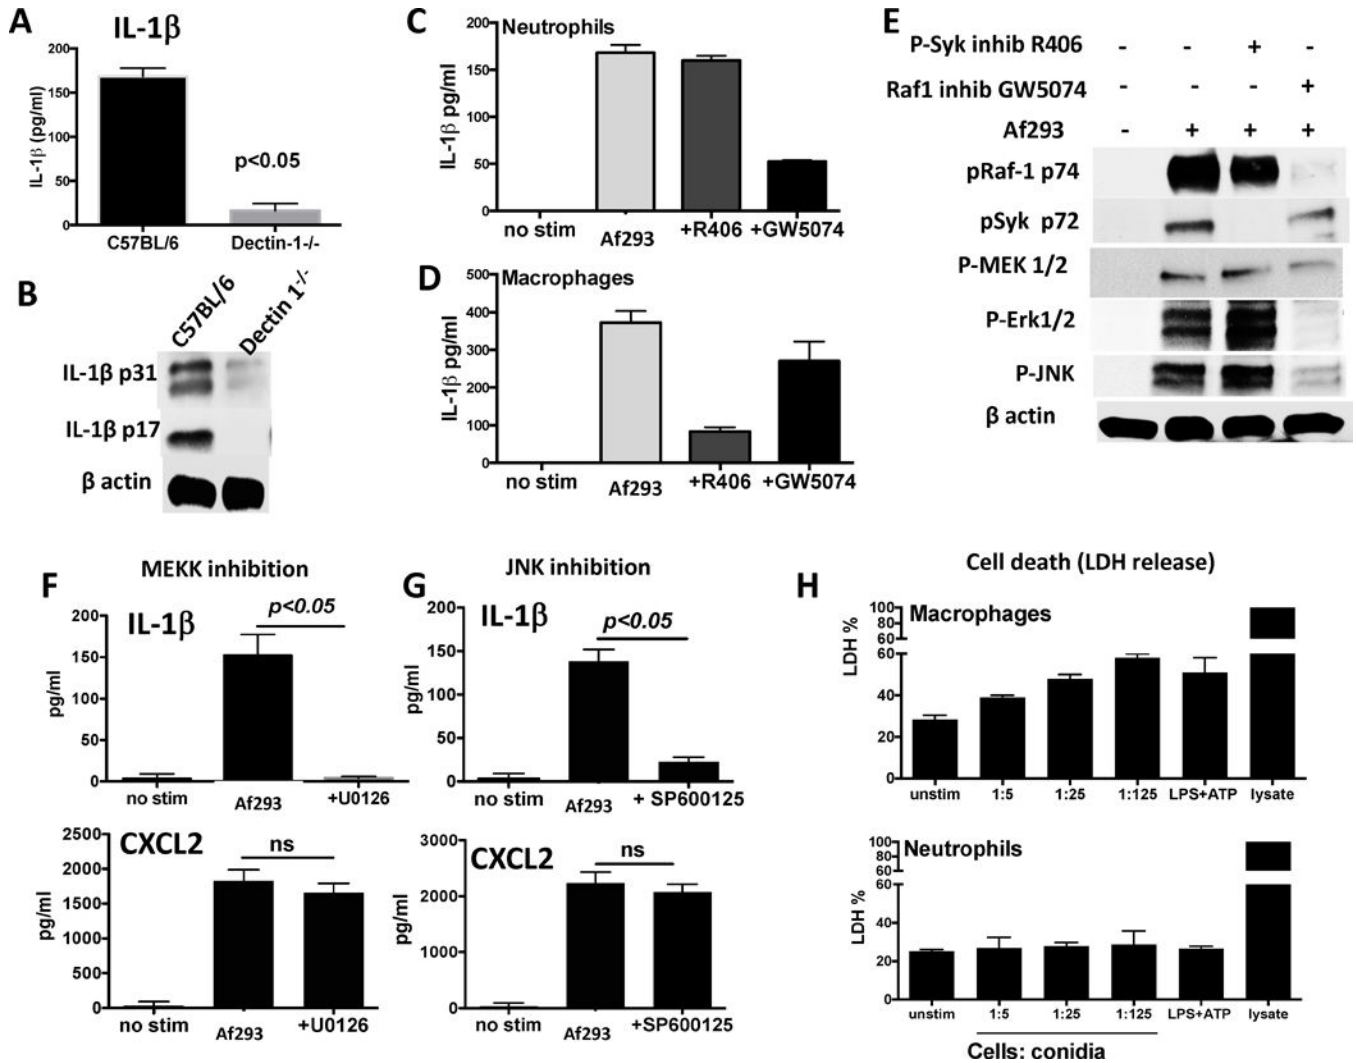 A
IL-1β
IL-1β (pg/ml)
200
150
100
50
0
p<0.05
C57BL/6
Dectin-1-/-
B
C57BL/6
Dectin 1-/-
IL-1β p31
IL-1β p17
β actin
C
Neutrophils
IL-1β pg/ml
200
150
100
50
0
no stim
Af293
+R406
+GW5074
D
Macrophages
IL-1β pg/ml
500
400
300
200
100
0
no stim
Af293
+R406
+GW5074
E
P-Syk inhib R406 - - + -
Raf1 inhib GW5074 - - - +
Af293 - + + +
pRaf-1 p74
pSyk p72
P-MEK 1/2
P-Erk1/2
P-JNK
β actin
F
MEKK inhibition
IL-1β
p<0.05
pg/ml
200
150
100
50
0
no stim
Af293
+U0126
CXCL2
ns
pg/ml
2500
2000
1500
1000
500
0
no stim
Af293
+U0126
G
JNK inhibition
IL-1β
p<0.05
pg/ml
200
150
100
50
0
no stim
Af293
+ SP600125
CXCL2
ns
pg/ml
3000
2000
1000
0
no stim
Af293
+SP600125
H
Cell death (LDH release)
Macrophages
LDH %
100
80
60
60
40
20
0
unstim
1:5
1:25
1:125
LPS+ATP
lysate
Neutrophils
LDH %
100
80
60
60
40
20
0
unstim
1:5
1:25
1:125
LPS+ATP
lysate
Cells: conidia